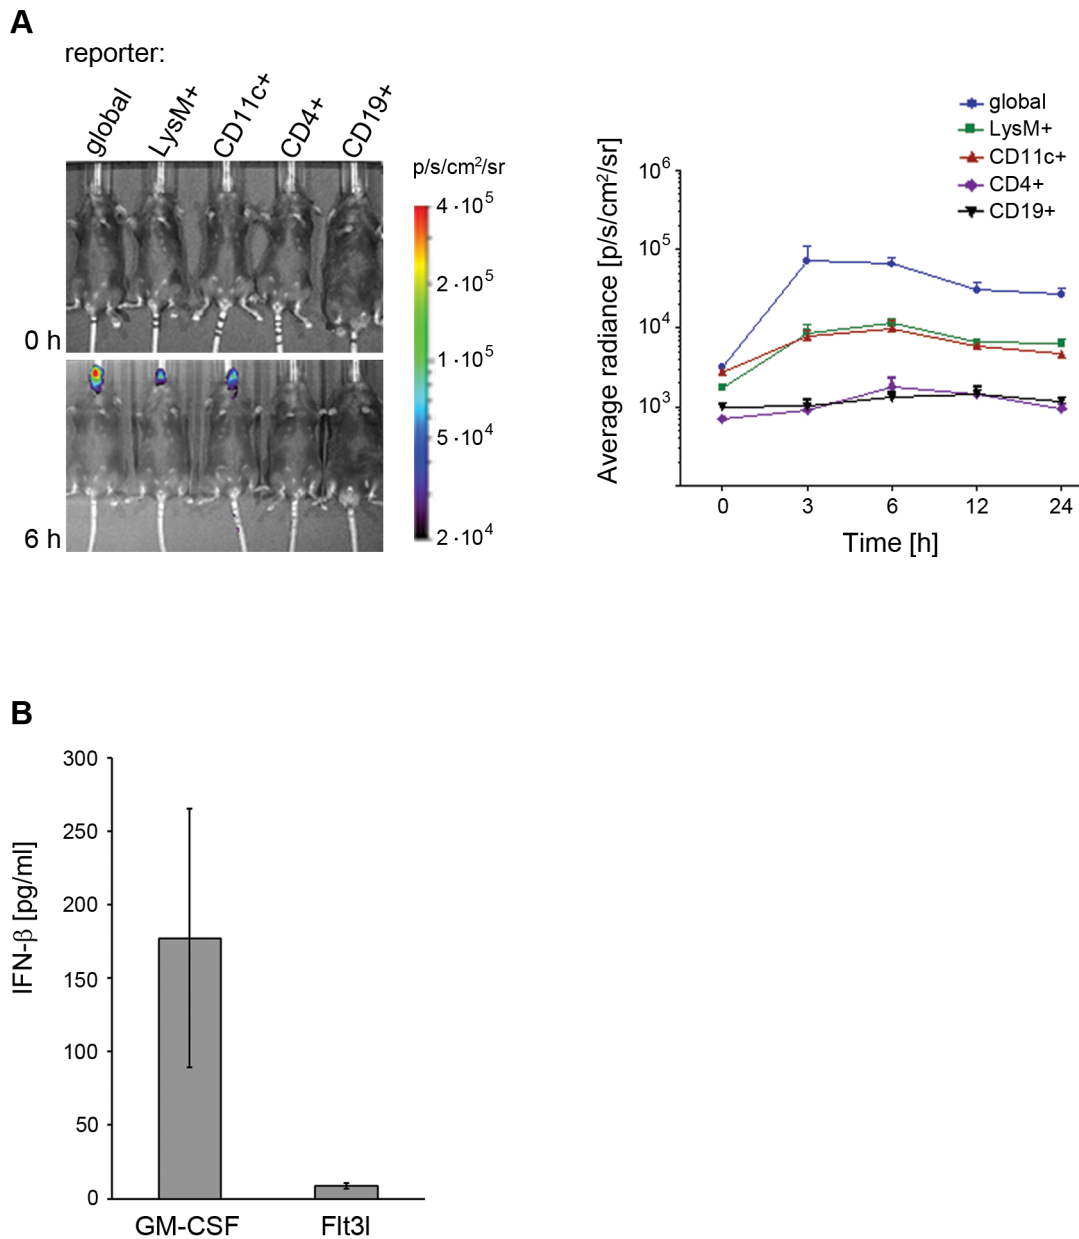 A
reporter:
global LysM+ CD11c+ CD4+ CD19+
0 h
6 h
p/s/cm²/sr
4·10⁵
2·10⁵
1·10⁵
5·10⁴
2·10⁴
global
LysM+
CD11c+
CD4+
CD19+
Average radiance [p/s/cm²/sr]
10⁶
10⁵
10⁴
10³
0 3 6 12 24
Time [h]
B
IFN-β [pg/ml]
300
250
200
150
100
50
0
GM-CSF Flt3l